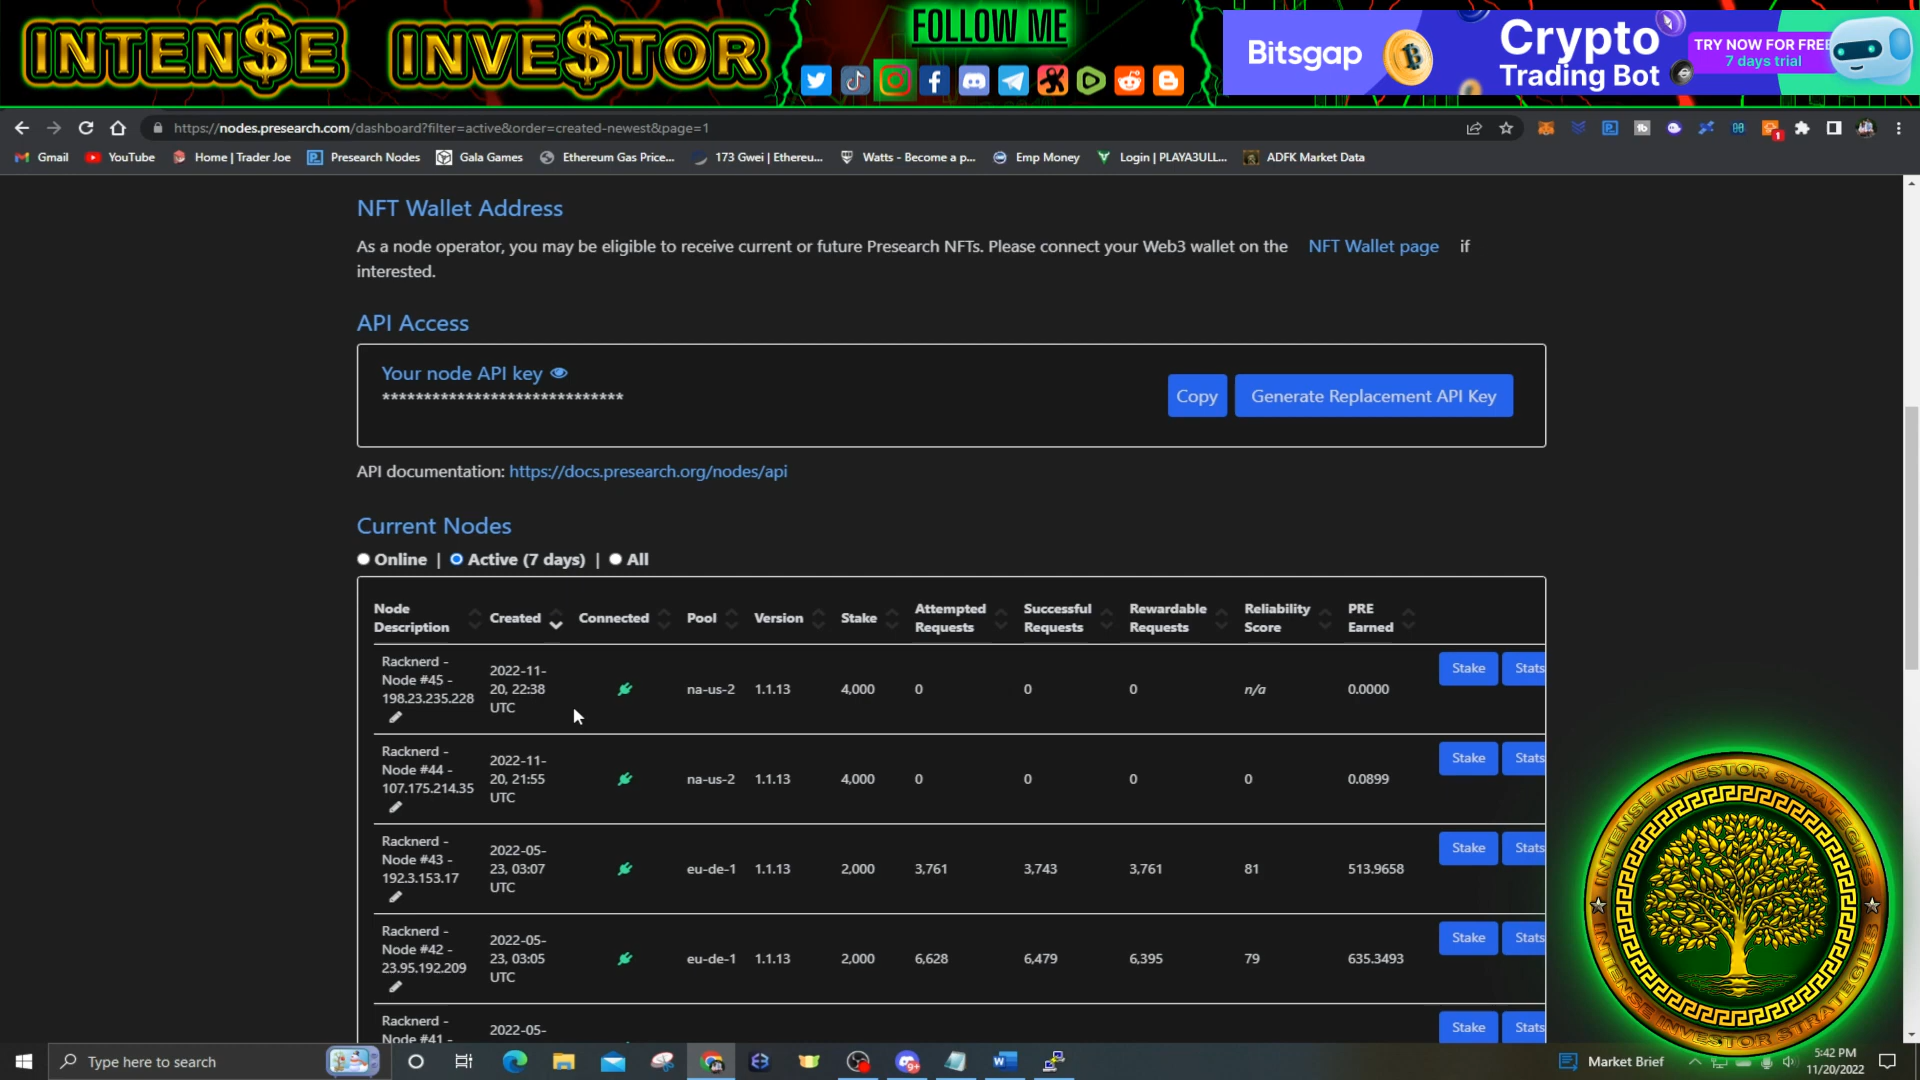 INTEN$E INVE$TOR
FOLLOW ME
Bitsgap
Crypto
Trading Bot
TRY NOW FOR FREE
7 days trial
https://nodes.presearch.com/dashboard?filter=active&order=created-newest&page=1
Gmail YouTube Home | Trader Joe Presearch Nodes Gala Games Ethereum Gas Price... 173 Gwei | Ethereu... Watts - Become a p... Emp Money Login | PLAYA3ULL... ADFK Market Data
NFT Wallet Address
As a node operator, you may be eligible to receive current or future Presearch NFTs. Please connect your Web3 wallet on the NFT Wallet page if
interested.
API Access
Your node API key
*****************************
Copy Generate Replacement API Key
API documentation: https://docs.presearch.org/nodes/api
Current Nodes
Online | Active (7 days) | All
Node Description Created Connected Pool Version Stake Attempted Requests Successful Requests Rewardable Requests Reliability Score PRE Earned
Racknerd - Node #45 - 198.23.235.228 2022-11-20, 22:38 UTC na-us-2 1.1.13 4,000 0 0 0 n/a 0.0000 Stake Stats
Racknerd - Node #44 - 107.175.214.35 2022-11-20, 21:55 UTC na-us-2 1.1.13 4,000 0 0 0 0 0.0899 Stake Stats
Racknerd - Node #43 - 192.3.153.17 2022-05-23, 03:07 UTC eu-de-1 1.1.13 2,000 3,761 3,743 3,761 81 513.9658 Stake Stats
Racknerd - Node #42 - 23.95.192.209 2022-05-23, 03:05 UTC eu-de-1 1.1.13 2,000 6,628 6,479 6,395 79 635.3493 Stake Stats
Racknerd - Node #41 - 2022-05- Stake Stats
INTENSE INVESTOR STRATEGIES
INTENSE INVESTOR STRATEGIES
Type here to search
9+
Market Brief
5:42 PM
11/20/2022